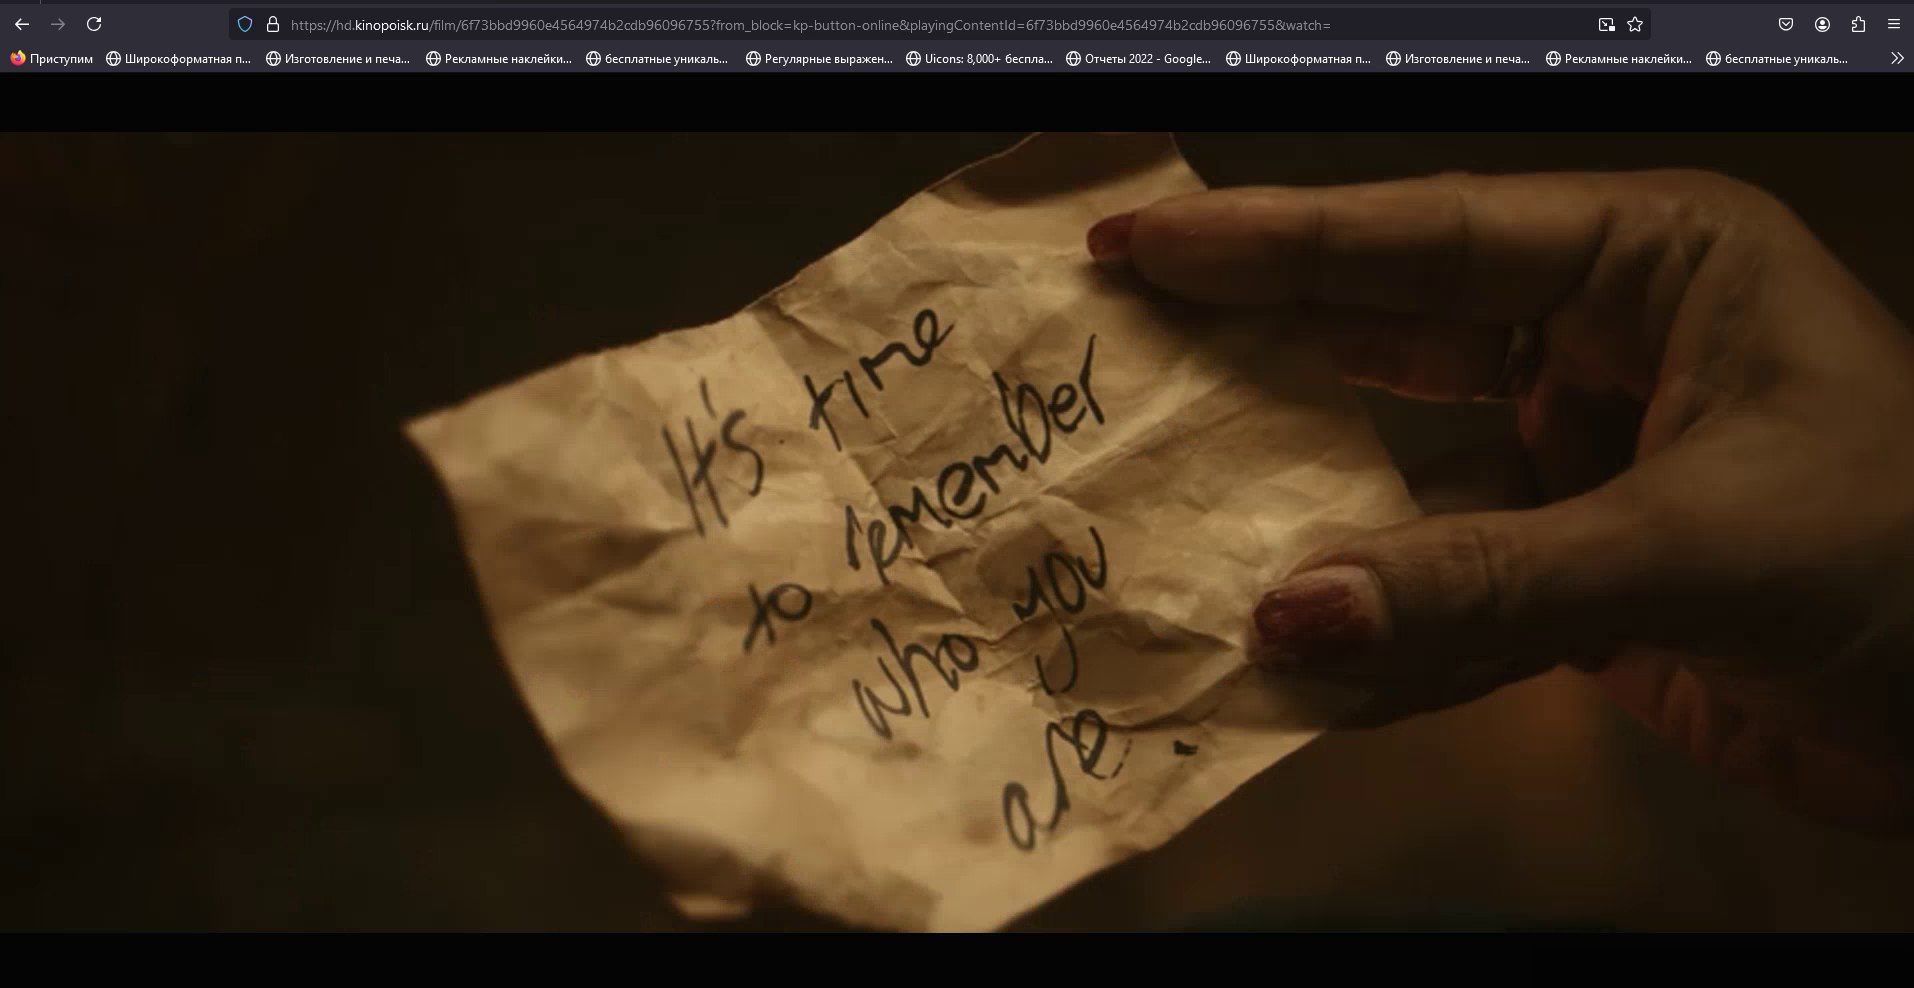 https://hd.kinopoisk.ru/film/6f73bbd9960e4564974b2cdb96096755?from_block=kp-button-online&playingContentId=6f73bbd9960e4564974b2cdb96096755&watch=
Приступим Широкоформатная п... Изготовление и печа... Рекламные наклейки... бесплатные уникаль... Регулярные выражен... Uicons: 8,000+ беспла... Отчеты 2022 - Google... Широкоформатная п... Изготовление и печа... Рекламные наклейки... бесплатные уникаль...
It's time
to remember
who you
are.